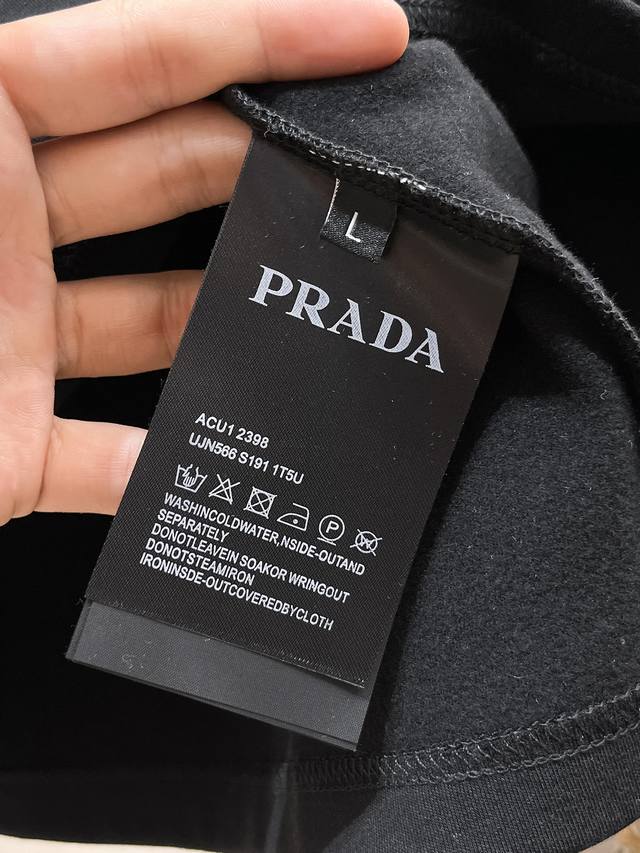 L
PRADA
ACU1 2398
UJN566 S191 1T5U
P
WASHINCOLDWATER,NSIDE-OUTAND
SEPARATELY
DONOTLEAVEIN SOAKOR WRINGOUT
DONOTSTEAMIRON
IRONINSDE-OUTCOVEREDBYCLOTH